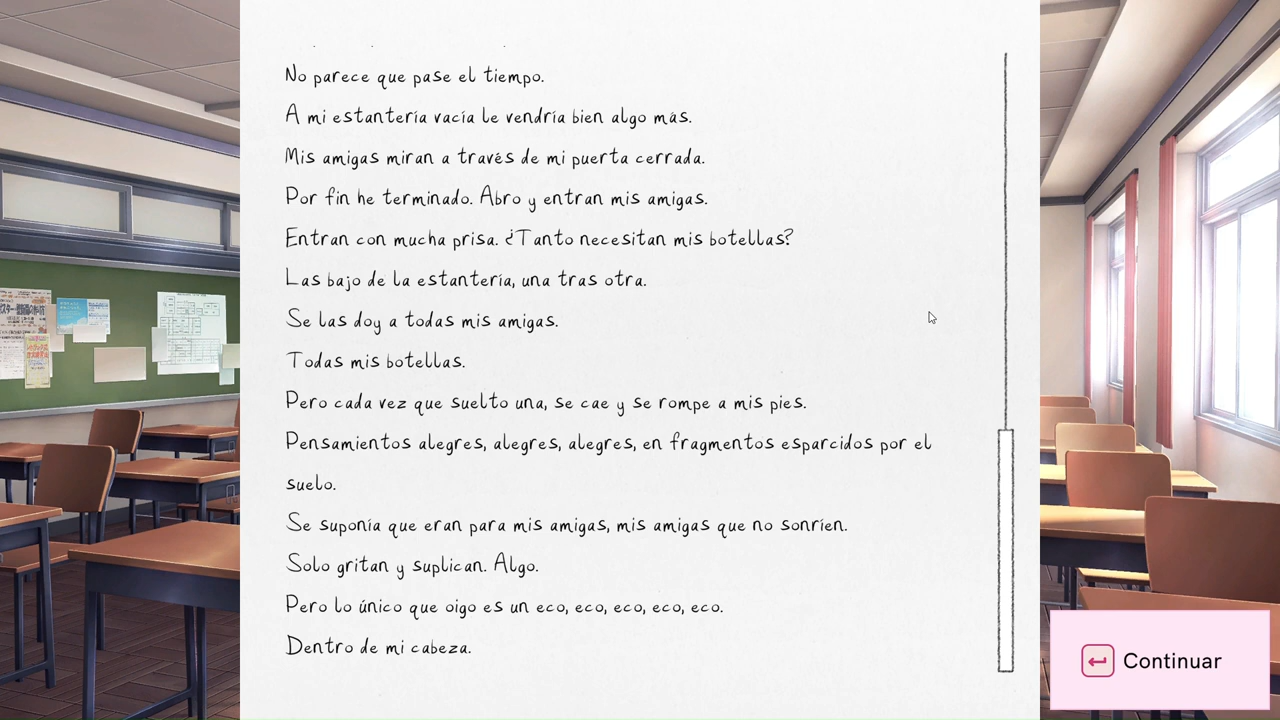 No parece que pase el tiempo.
A mi estantería vacía le vendría bien algo más.
Mis amigas miran a través de mi puerta cerrada.
Por fin he terminado. Abro y entran mis amigas.
Entran con mucha prisa. ¿Tanto necesitan mis botellas?
Las bajo de la estantería, una tras otra.
Se las doy a todas mis amigas.
Todas mis botellas.
Pero cada vez que suelto una, se cae y se rompe a mis pies.
Pensamientos alegres, alegres, alegres, en fragmentos esparcidos por el
suelo.
Se suponía que eran para mis amigas, mis amigas que no sonríen.
Solo gritan y suplican. Algo.
Pero lo único que oigo es un eco, eco, eco, eco, eco.
Dentro de mi cabeza.
Continuar